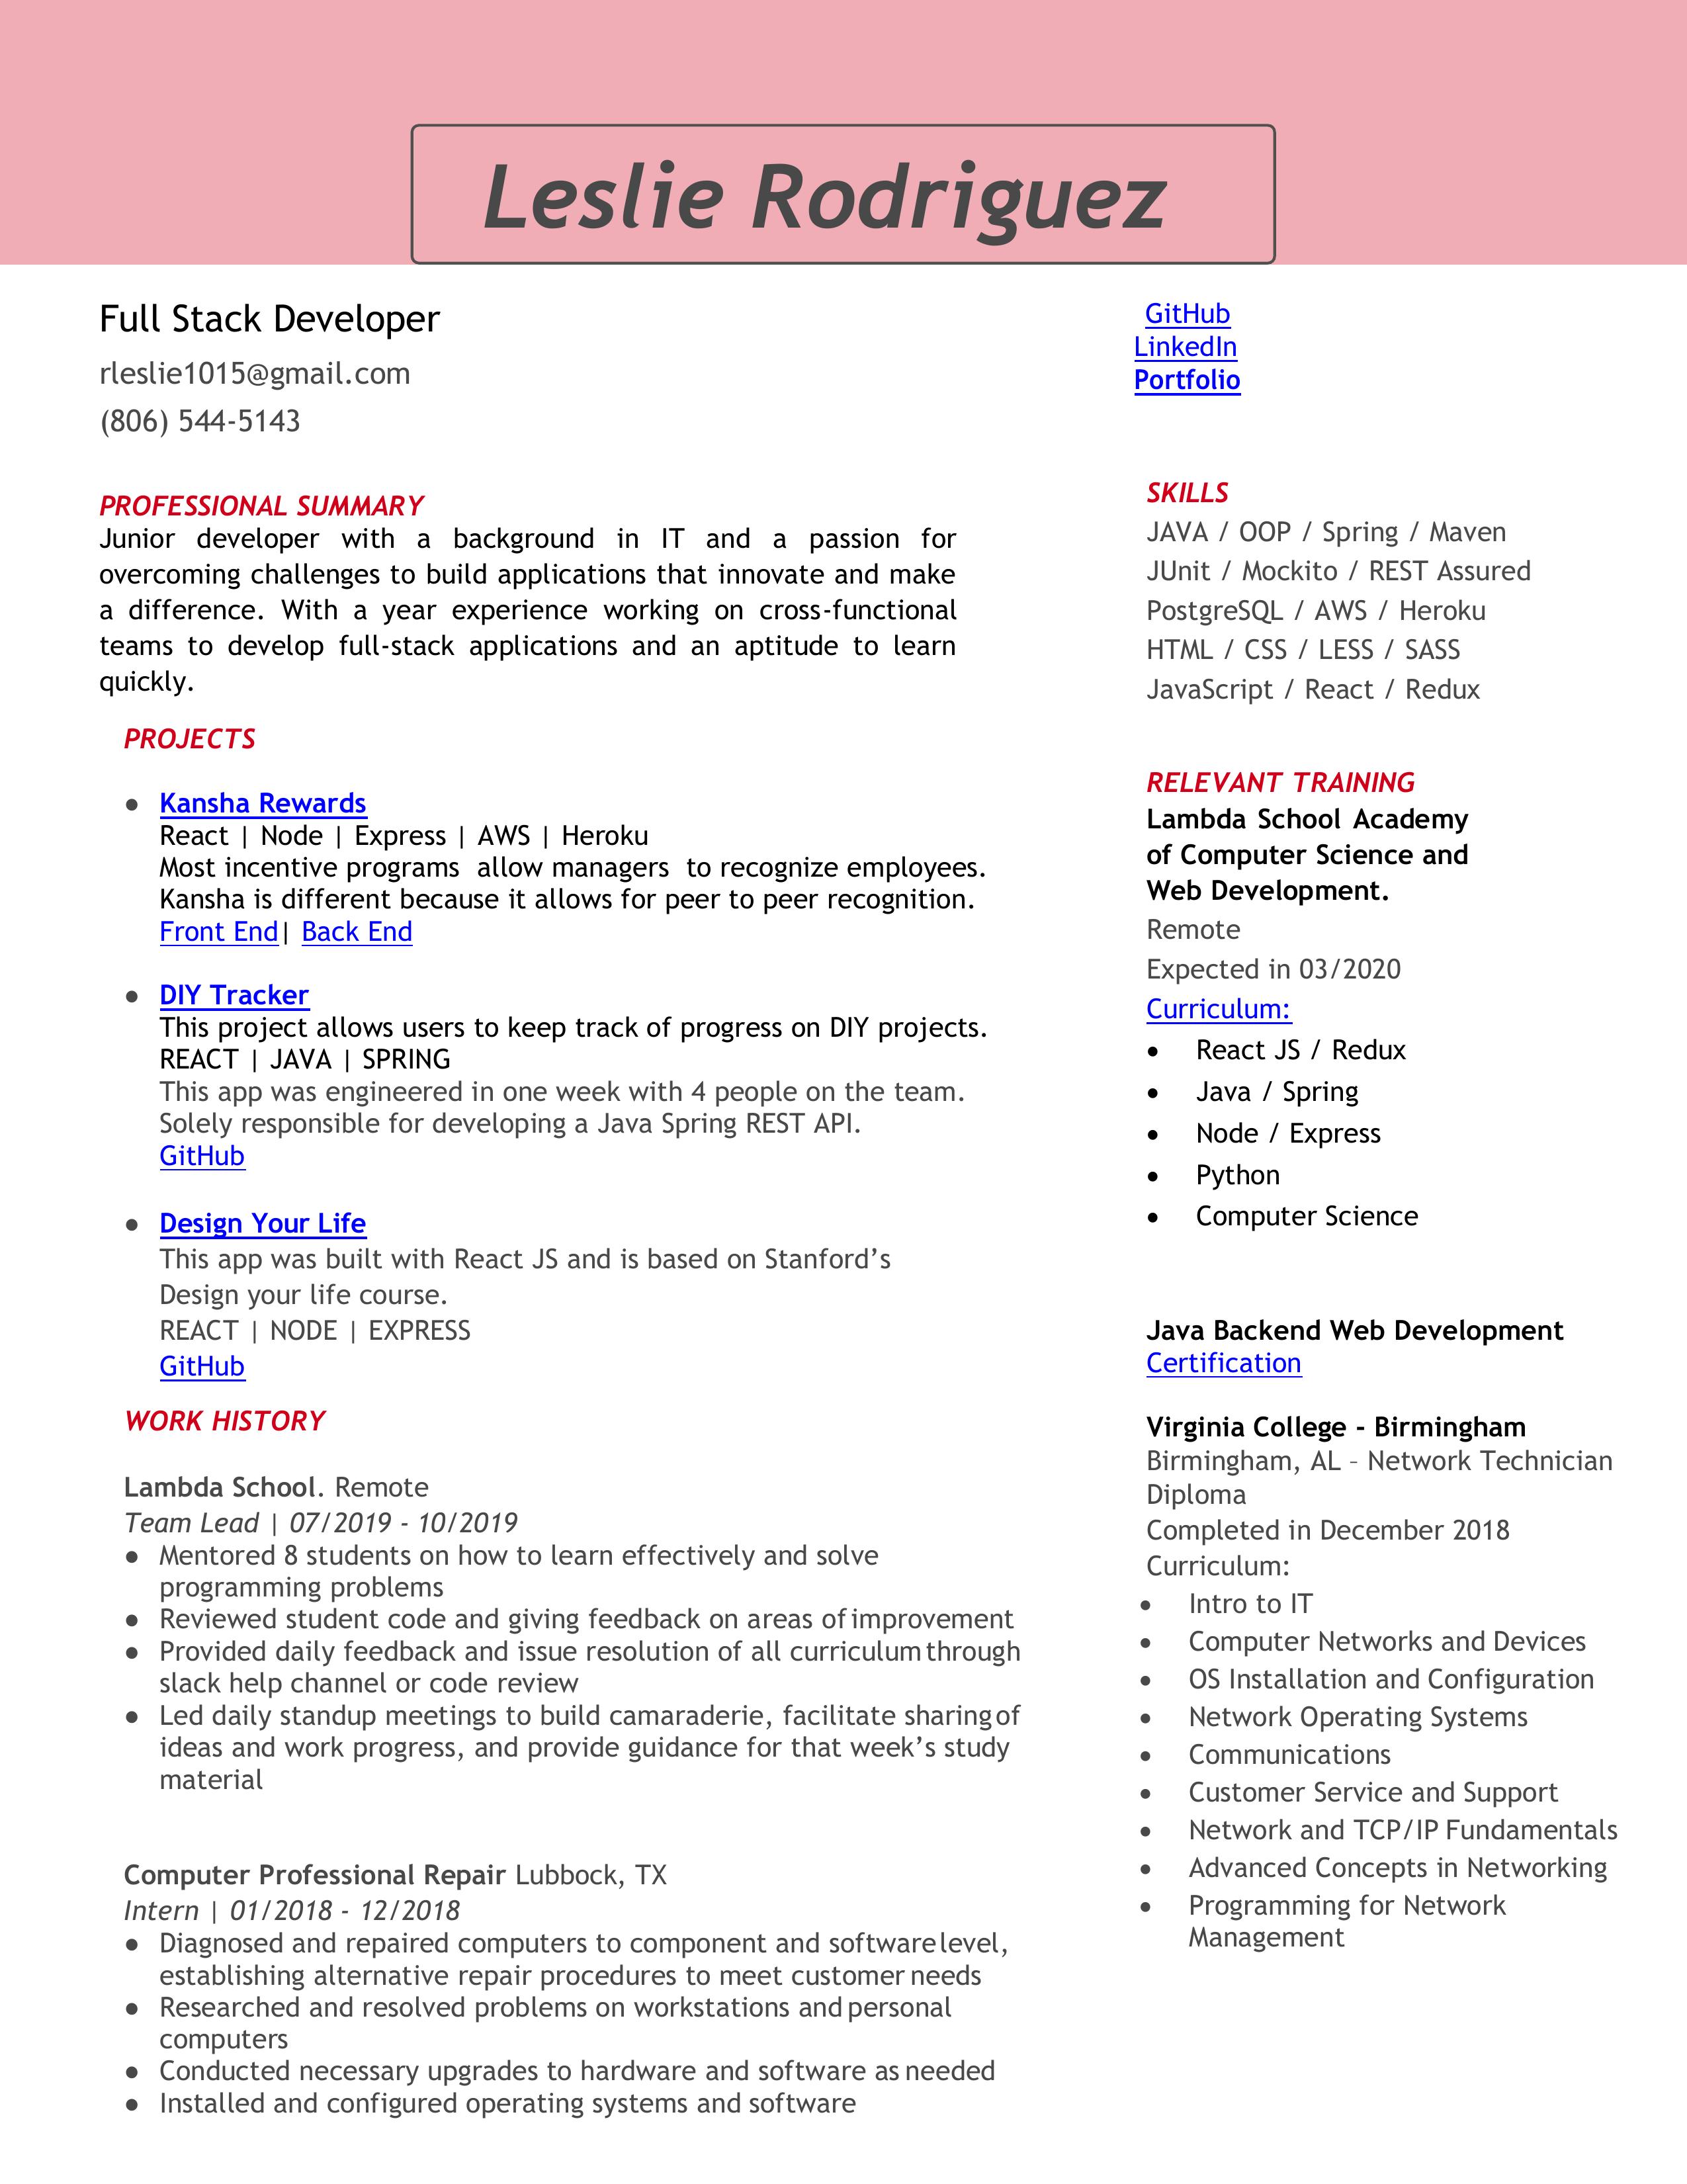 Leslie Rodriguez
Full Stack Developer
rleslie1015@gmail.com
(806) 544-5143
GitHub
LinkedIn
Portfolio
PROFESSIONAL SUMMARY
Junior developer with a background in IT and a passion for
overcoming challenges to build applications that innovate and make
a difference. With a year experience working on cross-functional
teams to develop full-stack applications and an aptitude to learn
quickly.
PROJECTS
● Kansha Rewards
React | Node | Express | AWS | Heroku
Most incentive programs allow managers to recognize employees.
Kansha is different because it allows for peer to peer recognition.
Front End| Back End
● DIY Tracker
This project allows users to keep track of progress on DIY projects.
REACT | JAVA | SPRING
This app was engineered in one week with 4 people on the team.
Solely responsible for developing a Java Spring REST API.
GitHub
● Design Your Life
This app was built with React JS and is based on Stanford’s
Design your life course.
REACT | NODE | EXPRESS
GitHub
WORK HISTORY
Lambda School. Remote
Team Lead | 07/2019 - 10/2019
● Mentored 8 students on how to learn effectively and solve
programming problems
● Reviewed student code and giving feedback on areas of improvement
● Provided daily feedback and issue resolution of all curriculum through
slack help channel or code review
● Led daily standup meetings to build camaraderie, facilitate sharing of
ideas and work progress, and provide guidance for that week’s study
material
Computer Professional Repair Lubbock, TX
Intern | 01/2018 - 12/2018
● Diagnosed and repaired computers to component and software level,
establishing alternative repair procedures to meet customer needs
● Researched and resolved problems on workstations and personal
computers
● Conducted necessary upgrades to hardware and software as needed
● Installed and configured operating systems and software
SKILLS
JAVA / OOP / Spring / Maven
JUnit / Mockito / REST Assured
PostgreSQL / AWS / Heroku
HTML / CSS / LESS / SASS
JavaScript / React / Redux
RELEVANT TRAINING
Lambda School Academy
of Computer Science and
Web Development.
Remote
Expected in 03/2020
Curriculum:
• React JS / Redux
• Java / Spring
• Node / Express
• Python
• Computer Science
Java Backend Web Development
Certification
Virginia College - Birmingham
Birmingham, AL – Network Technician
Diploma
Completed in December 2018
Curriculum:
• Intro to IT
• Computer Networks and Devices
• OS Installation and Configuration
• Network Operating Systems
• Communications
• Customer Service and Support
• Network and TCP/IP Fundamentals
• Advanced Concepts in Networking
• Programming for Network
Management